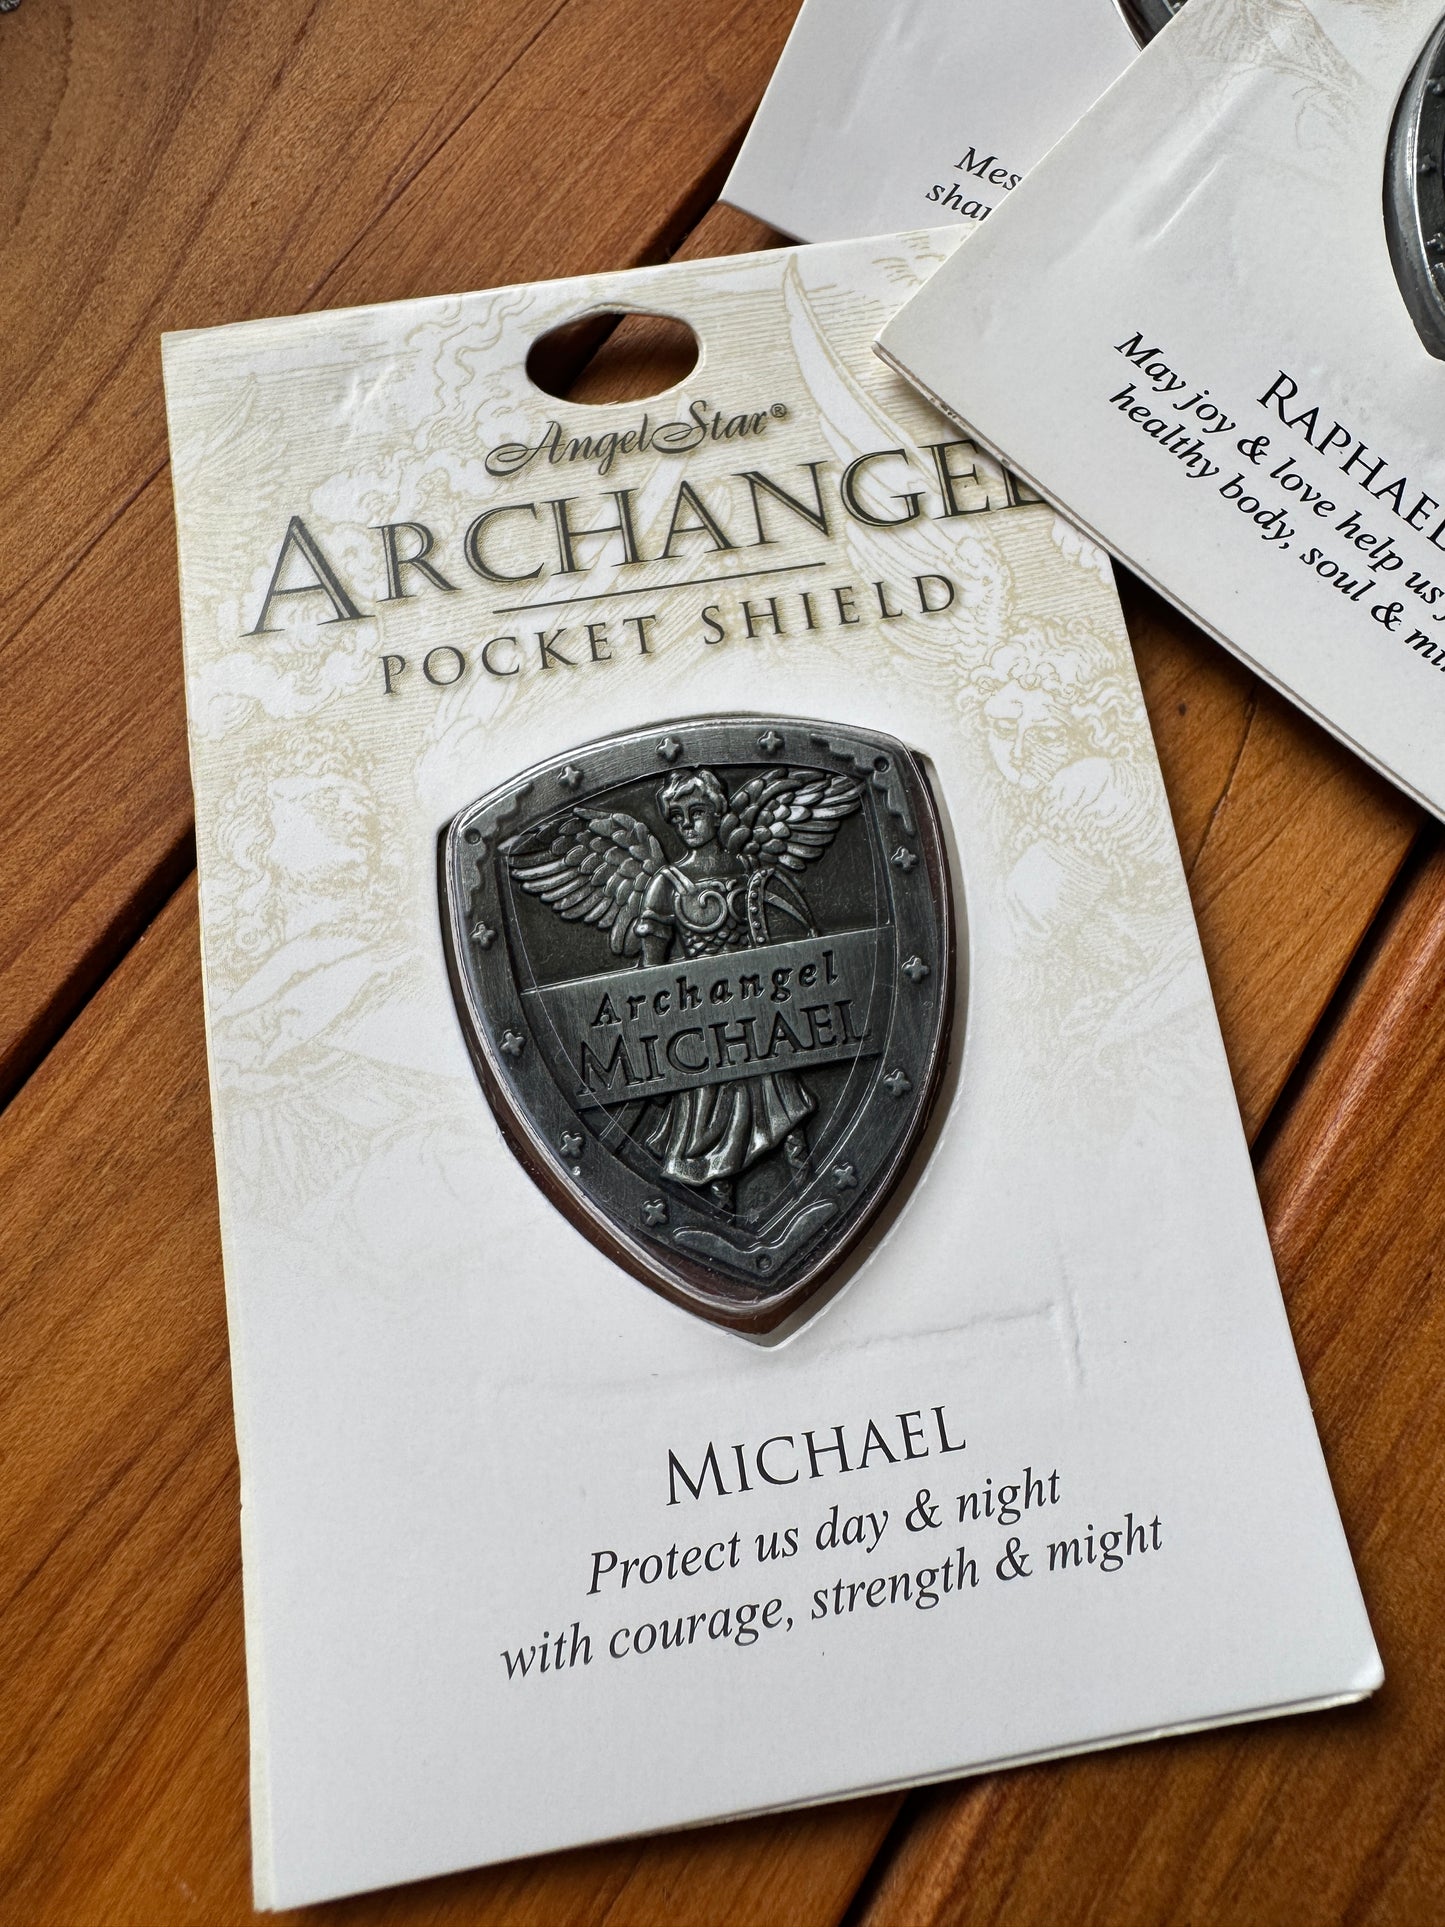 AngelStar®
ARCHANGEL
POCKET SHIELD
Archangel
MICHAEL
MICHAEL
Protect us day & night
with courage, strength & might
RAPHAEL
May joy & love help us
healthy body, soul &